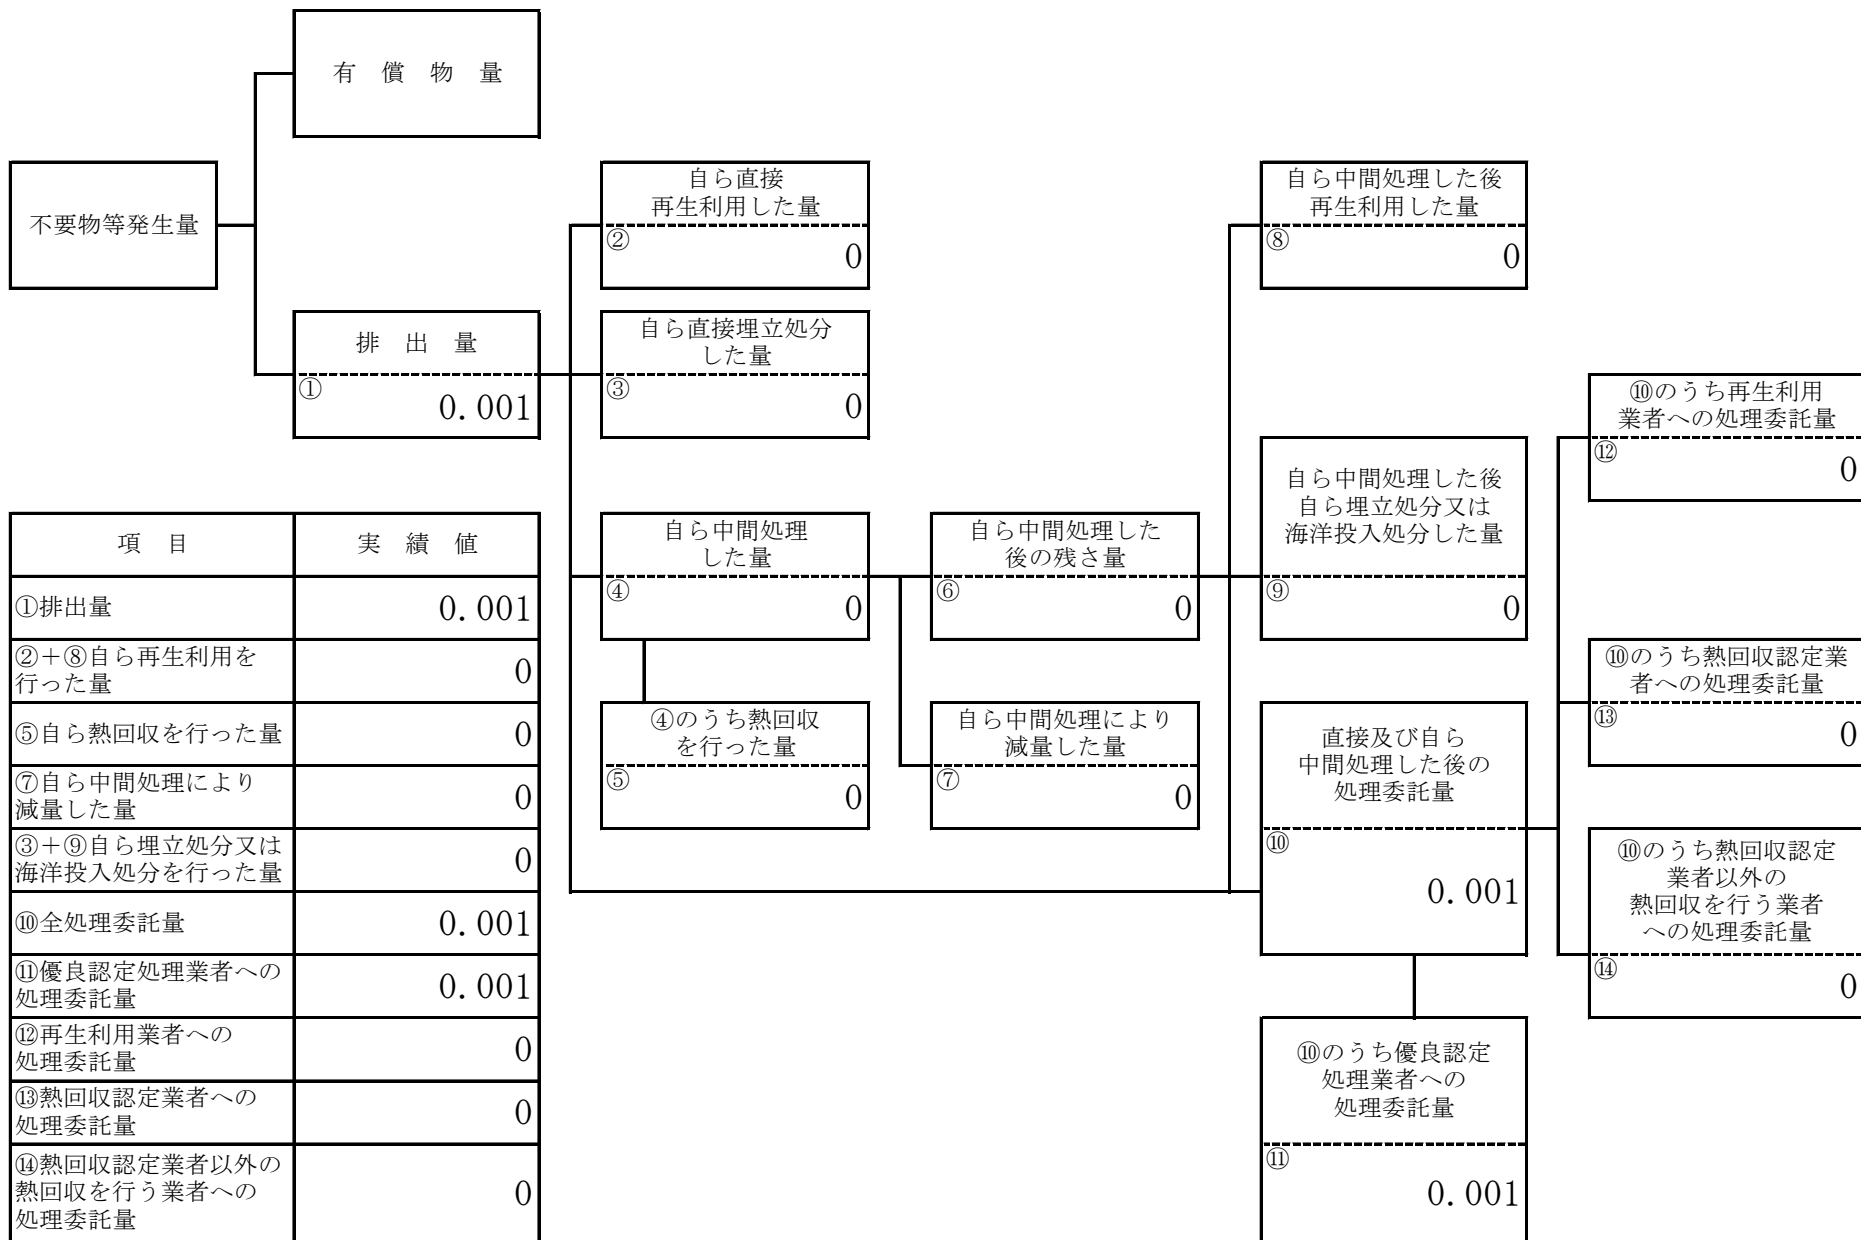 有　償　物　量
不要物等発生量
自ら直接
再生利用した量
②
0
自ら中間処理した後
再生利用した量
⑧
0
排　出　量
①
0.001
自ら直接埋立処分
した量
③
0
⑩のうち再生利用
業者への処理委託量
⑫
0
自ら中間処理した後
自ら埋立処分又は
海洋投入処分した量
⑨
0
自ら中間処理
した量
④
0
自ら中間処理した
後の残さ量
⑥
0
⑩のうち熱回収認定業
者への処理委託量
⑬
0
④のうち熱回収
を行った量
⑤
0
自ら中間処理により
減量した量
⑦
0
直接及び自ら
中間処理した後の
処理委託量
⑩
0.001
⑩のうち熱回収認定
業者以外の
熱回収を行う業者
への処理委託量
⑭
0
⑩のうち優良認定
処理業者への
処理委託量
⑪
0.001
項　目　実　績　値
①排出量　0.001
②＋⑧自ら再生利用を
行った量　0
⑤自ら熱回収を行った量　0
⑦自ら中間処理により
減量した量　0
③＋⑨自ら埋立処分又は
海洋投入処分を行った量　0
⑩全処理委託量　0.001
⑪優良認定処理業者への
処理委託量　0.001
⑫再生利用業者への
処理委託量　0
⑬熱回収認定業者への
処理委託量　0
⑭熱回収認定業者以外の
熱回収を行う業者への
処理委託量　0